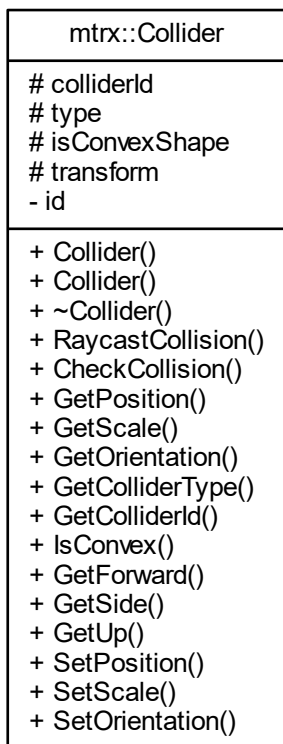 mtrx::Collider
# colliderId
# type
# isConvexShape
# transform
- id
+ Collider()
+ Collider()
+ ~Collider()
+ RaycastCollision()
+ CheckCollision()
+ GetPosition()
+ GetScale()
+ GetOrientation()
+ GetColliderType()
+ GetColliderId()
+ IsConvex()
+ GetForward()
+ GetSide()
+ GetUp()
+ SetPosition()
+ SetScale()
+ SetOrientation()